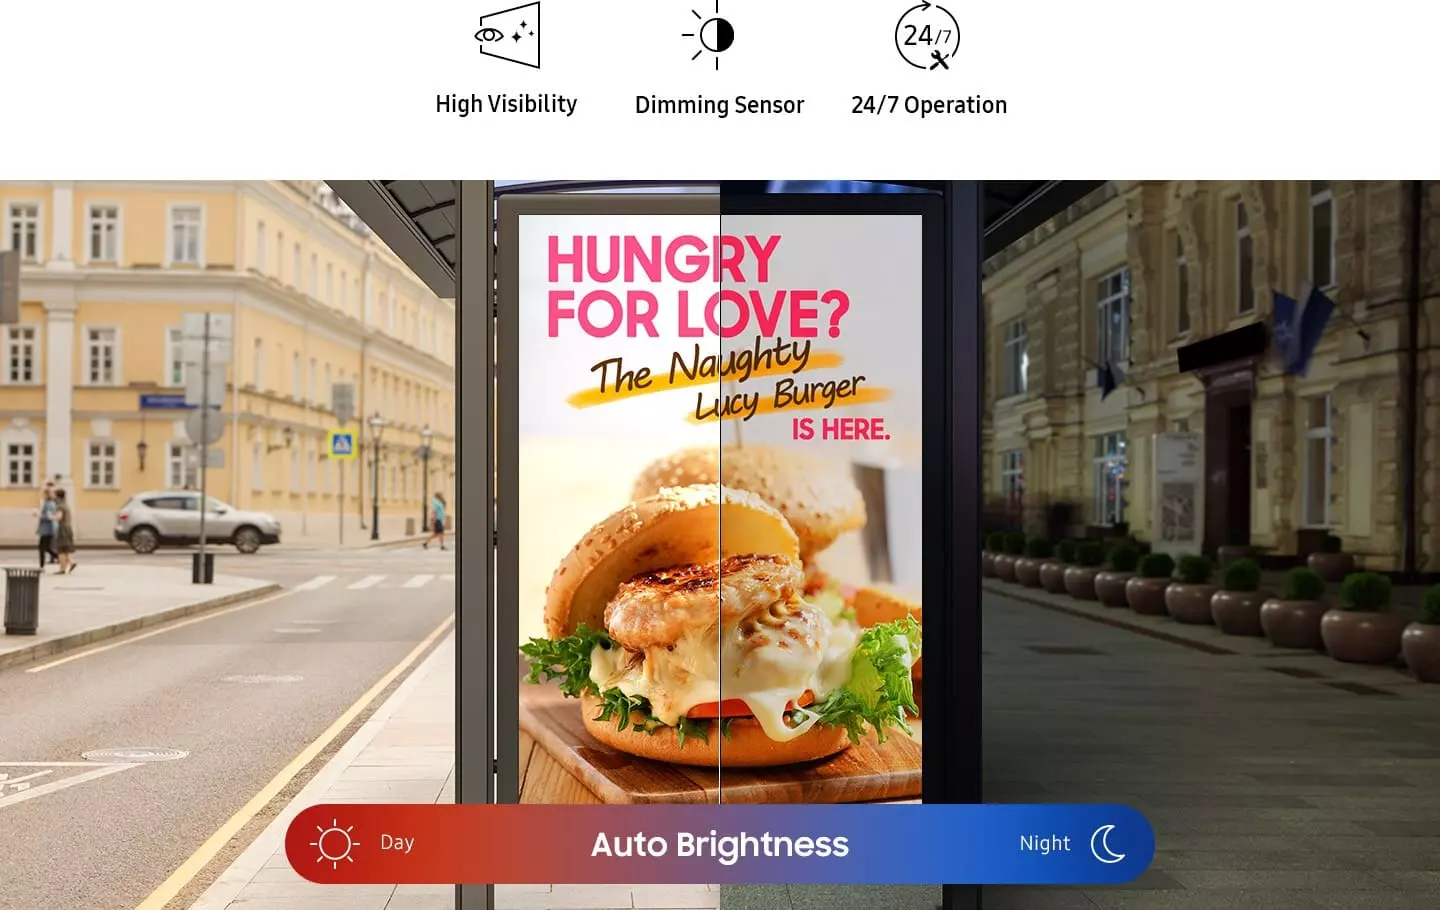 24/7
High Visibility
Dimming Sensor
24/7 Operation
HUNGRY
FOR LOVE?
The Naughty
Lucy Burger
IS HERE.
Day
Auto Brightness
Night